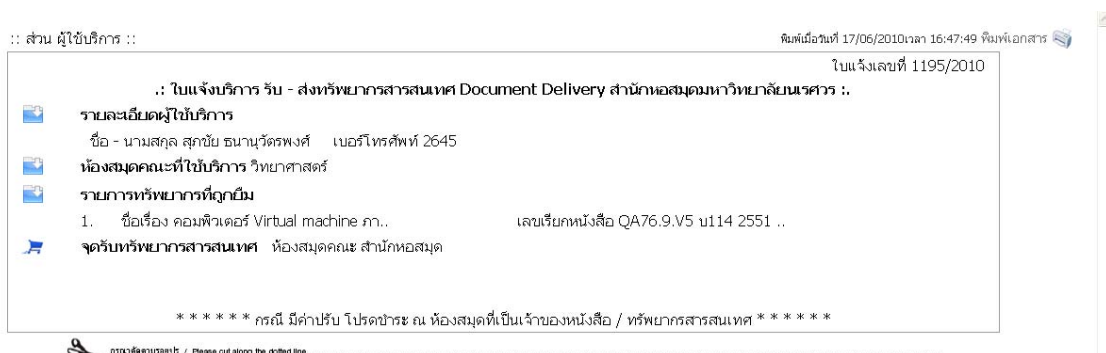 :: ส่วน ผู้ใช้บริการ ::
พิมพ์เมื่อวันที่ 17/06/2010เวลา 16:47:49 พิมพ์เอกสาร
ใบแจ้งเลขที่ 1195/2010
.: ใบแจ้งบริการ รับ - ส่งทรัพยากรสารสนเทศ Document Delivery สำนักหอสมุดมหาวิทยาลัยนเรศวร :.
รายละเอียดผู้ใช้บริการ
ชื่อ - นามสกุล สุภชัย ธนานุวัตรพงศ์ เบอร์โทรศัพท์ 2645
ห้องสมุดคณะที่ใช้บริการ วิทยาศาสตร์
รายการทรัพยากรที่ถูกยืม
1. ชื่อเรื่อง คอมพิวเตอร์ Virtual machine ภา.. เลขเรียกหนังสือ QA76.9.V5 บ114 2551 ..
จุดรับทรัพยากรสารสนเทศ ห้องสมุดคณะ สำนักหอสมุด
* * * * * * กรณี มีค่าปรับ โปรดชำระ ณ ห้องสมุดที่เป็นเจ้าของหนังสือ / ทรัพยากรสารสนเทศ * * * * * *
กรุณาตัดตามรอยปรุ / Please cut along the dotted line